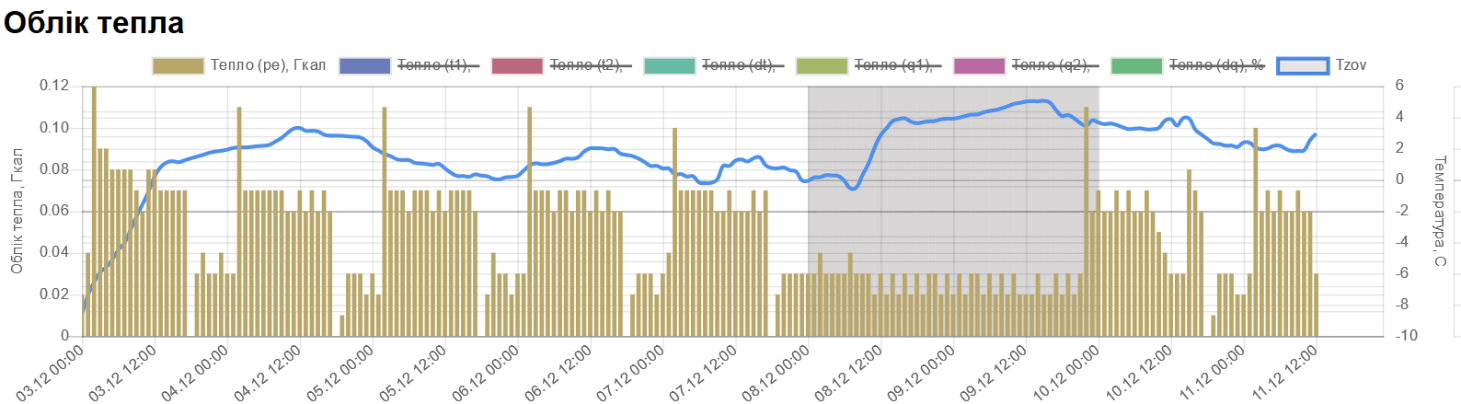 Облік тепла
Тепло (pe), Гкал Тепло (t1), Тепло (t2), Тепло (dt), Тепло (q1), Тепло (q2), Тепло (dq), % Tzov
0.12 6
4
0.10
2
0.08
0
0.06 -2
0.04 -4
-6
0.02
-8
0 -10
Облік тепла, Гкал
Температура, С
03.12 00:00 03.12 12:00 04.12 00:00 04.12 12:00 05.12 00:00 05.12 12:00 06.12 00:00 06.12 12:00 07.12 00:00 07.12 12:00 08.12 00:00 08.12 12:00 09.12 00:00 09.12 12:00 10.12 00:00 10.12 12:00 11.12 00:00 11.12 12:00